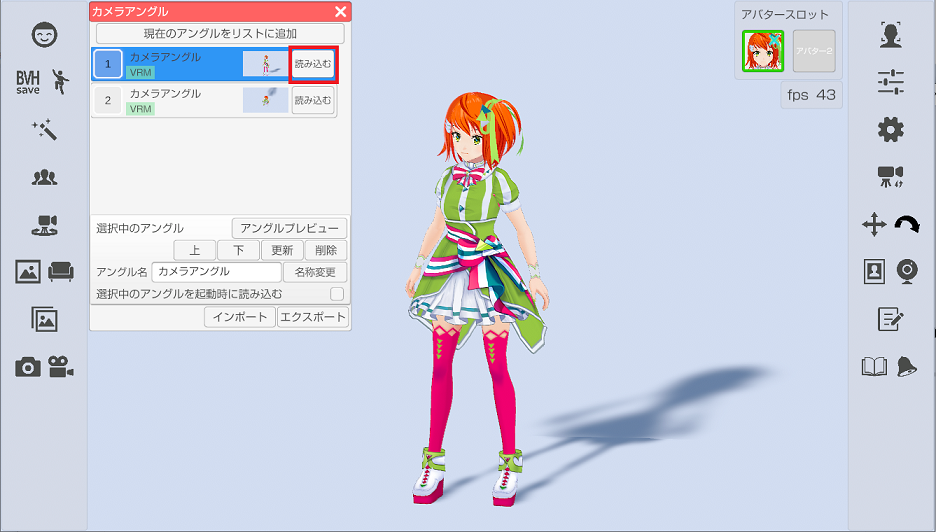 カメラアングル
現在のアングルをリストに追加
1
カメラアングル
VRM
読み込む
2
カメラアングル
VRM
読み込む
選択中のアングル
アングルプレビュー
上
下
更新
削除
アングル名
カメラアングル
名称変更
選択中のアングルを起動時に読み込む
インポート
エクスポート
BVH
save
アバタースロット
アバター2
fps 43